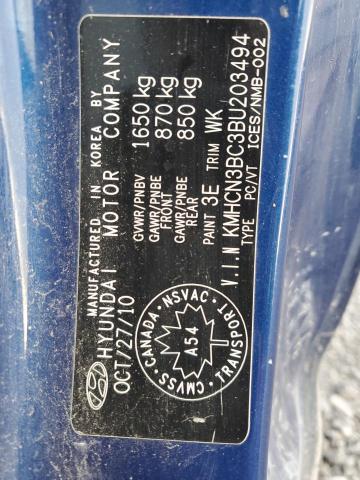 MANUFACTURED IN KOREA BY
HYUNDAI MOTOR COMPANY
OCT/27/10
GVWR/PNBV 1650 kg
GAWR/PNBE FRONT 870 kg
GAWR/PNBE REAR 850 kg
PAINT 3E TRIM WK
V.I.N KMHCN3BC3BU203494
TYPE PC/VT ICES/NMB-002
CANADA · NSVAC · TRANSPORT · CMVSS
A54